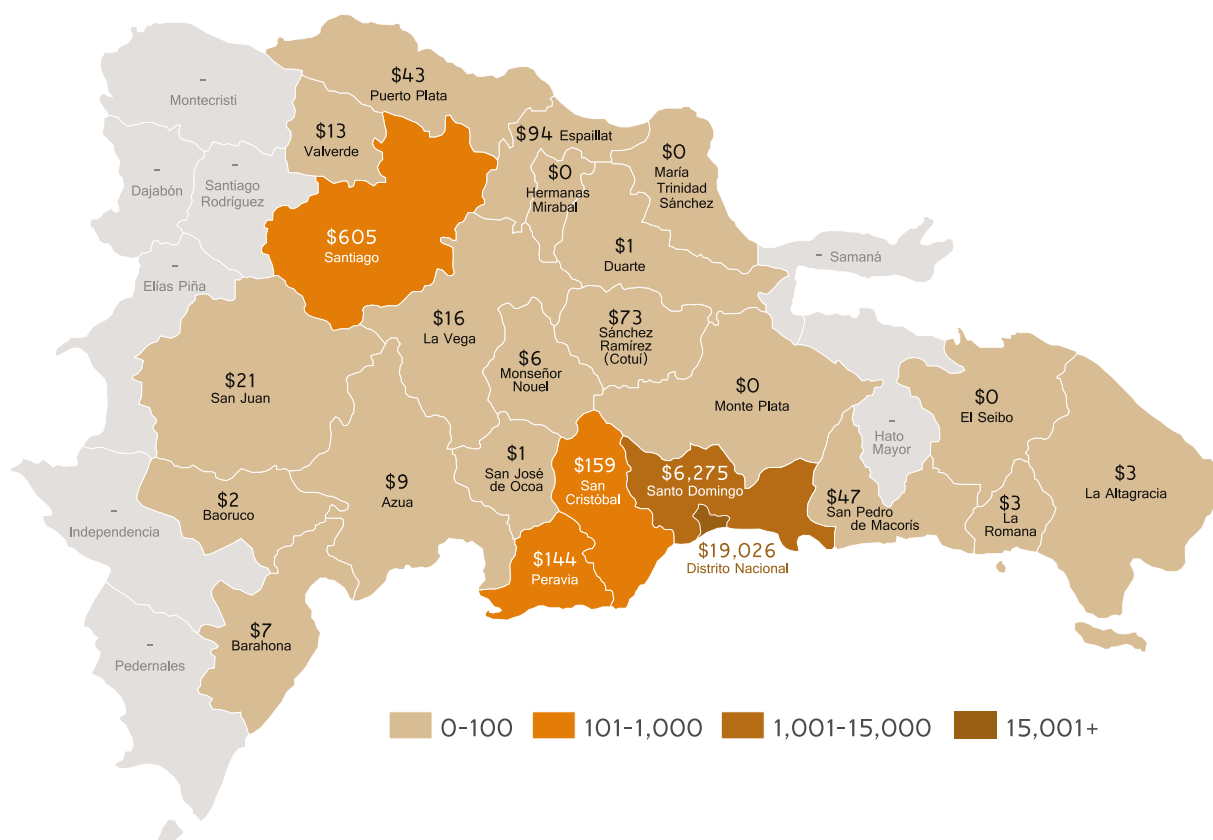 $43
Puerto Plata
-
Montecristi
$13
Valverde
$94 Espaillat
$0
María
Trinidad
Sánchez
-
Dajabón
-
Santiago
Rodríguez
$0
Hermanas
Mirabal
$605
Santiago
$1
Duarte
- Samaná
-
Elías Piña
$16
La Vega
$73
Sánchez
Ramírez
(Cotuí)
$6
Monseñor
Nouel
$21
San Juan
$0
Monte Plata
$0
El Seibo
-
Hato
Mayor
$1
San José
de Ocoa
$159
San
Cristóbal
$6,275
Santo Domingo
$9
Azua
$3
La Altagracia
$2
Baoruco
$47
San Pedro
de Macorís
$3
La
Romana
-
Independencia
$144
Peravia
$19,026
Distrito Nacional
$7
Barahona
-
Pedernales
0-100
101-1,000
1,001-15,000
15,001+